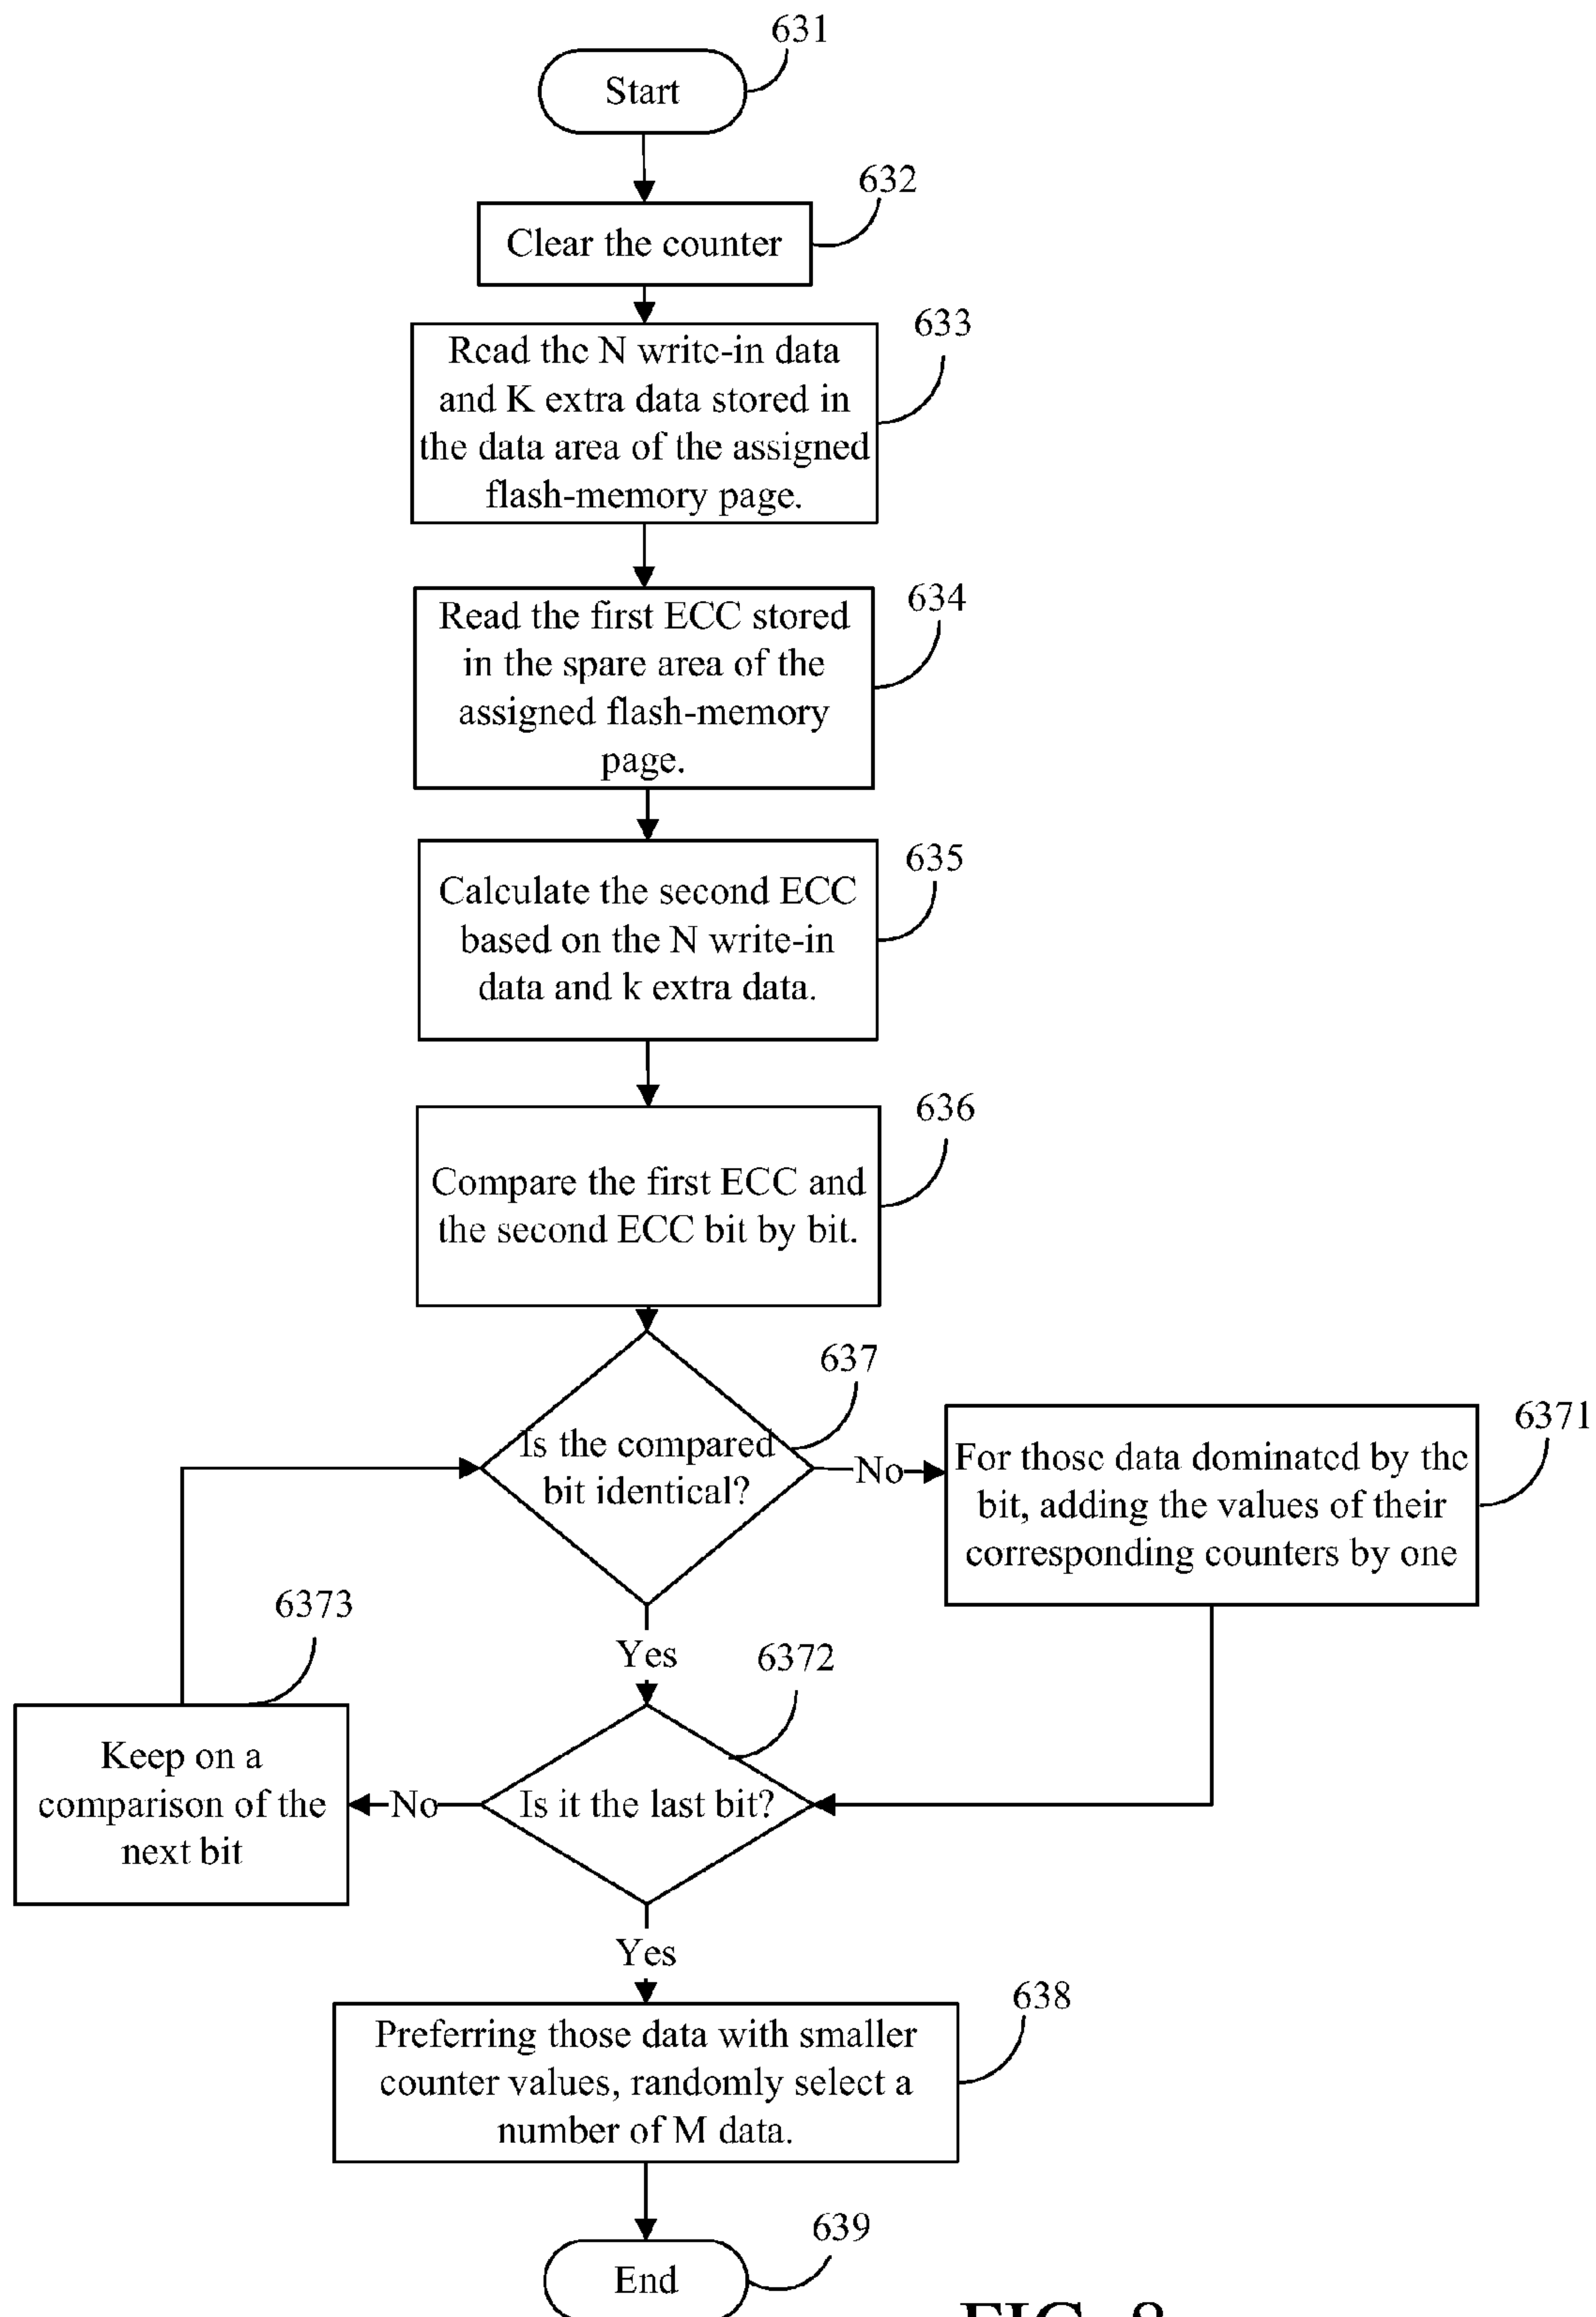 631
Start
632
Clear the counter
633
Read the N write-in data
and K extra data stored in
the data area of the assigned
flash-memory page.
634
Read the first ECC stored
in the spare area of the
assigned flash-memory
page.
635
Calculate the second ECC
based on the N write-in
data and k extra data.
636
Compare the first ECC and
the second ECC bit by bit.
637
Is the compared
bit identical?
No
6371
For those data dominated by the
bit, adding the values of their
corresponding counters by one
6373
Yes
6372
Keep on a
comparison of the
next bit
No
Is it the last bit?
Yes
638
Preferring those data with smaller
counter values, randomly select a
number of M data.
639
End
FIG. 8